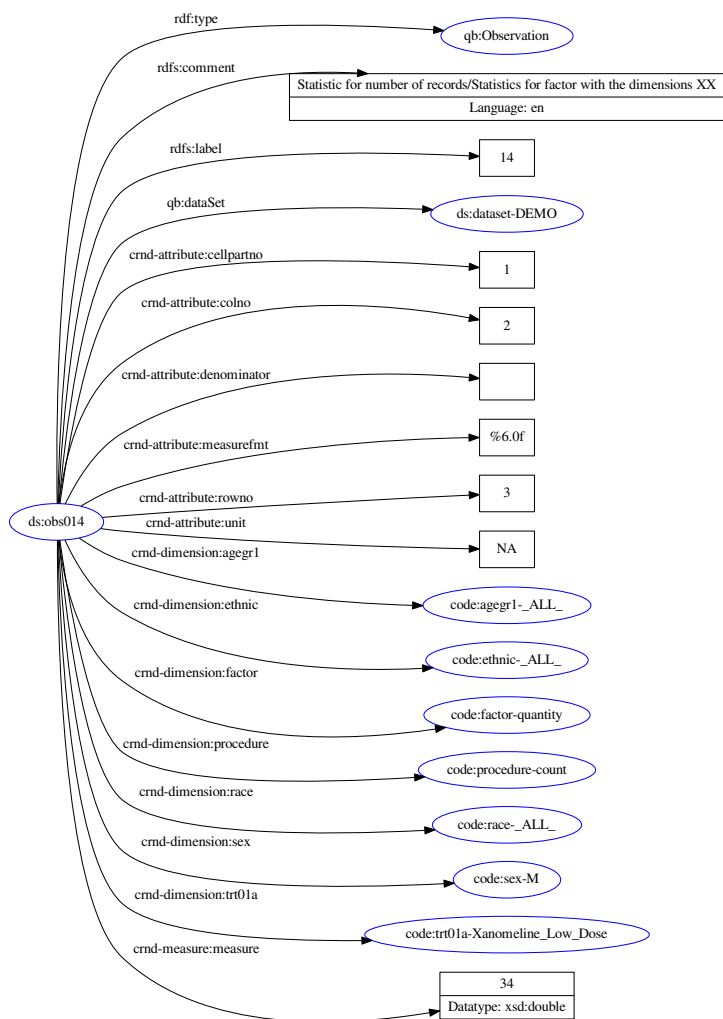 rdf:type
qb:Observation
rdfs:comment
Statistic for number of records/Statistics for factor with the dimensions XX
Language: en
rdfs:label
14
qb:dataSet
ds:dataset-DEMO
crnd-attribute:cellpartno
1
crnd-attribute:colno
2
crnd-attribute:denominator
crnd-attribute:measurefmt
%6.0f
crnd-attribute:rowno
3
ds:obs014
crnd-attribute:unit
NA
crnd-dimension:agegr1
code:agegr1-_ALL_
crnd-dimension:ethnic
code:ethnic-_ALL_
crnd-dimension:factor
code:factor-quantity
crnd-dimension:procedure
code:procedure-count
crnd-dimension:race
code:race-_ALL_
crnd-dimension:sex
code:sex-M
crnd-dimension:trt01a
code:trt01a-Xanomeline_Low_Dose
crnd-measure:measure
34
Datatype: xsd:double